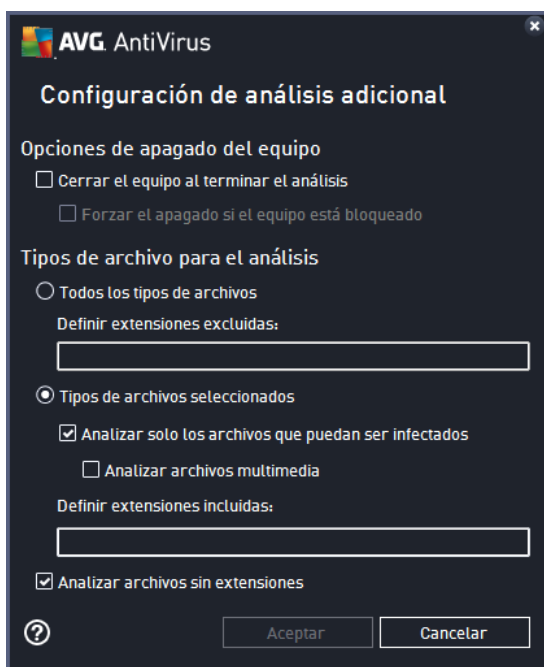 AVG. AntiVirus
Configuración de análisis adicional
Opciones de apagado del equipo
Cerrar el equipo al terminar el análisis
Forzar el apagado si el equipo está bloqueado
Tipos de archivo para el análisis
Todos los tipos de archivos
Definir extensiones excluidas:
Tipos de archivos seleccionados
Analizar solo los archivos que puedan ser infectados
Analizar archivos multimedia
Definir extensiones incluidas:
Analizar archivos sin extensiones
?
Aceptar
Cancelar